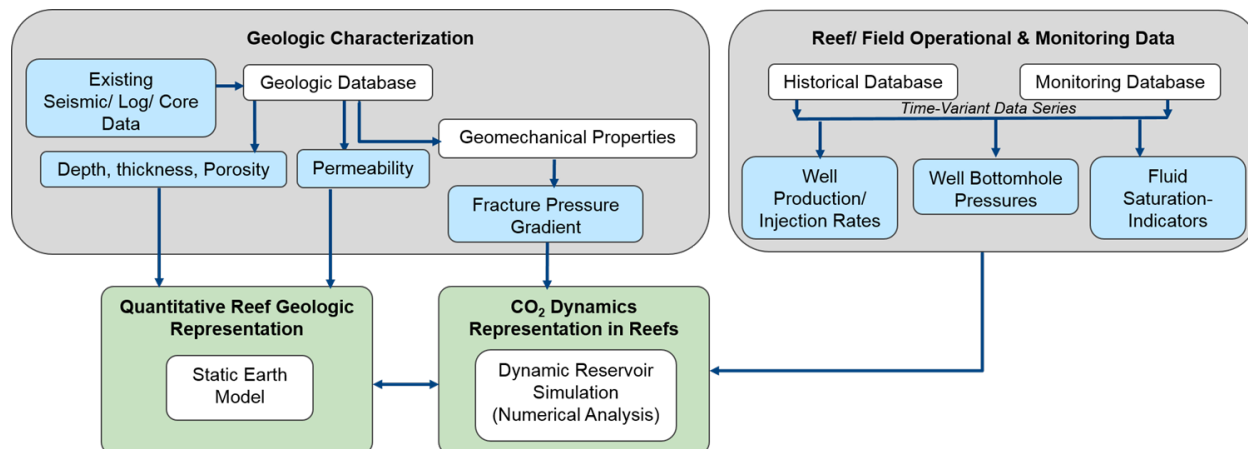 Geologic Characterization
Existing
Seismic/ Log/ Core
Data
Geologic Database
Geomechanical Properties
Depth, thickness, Porosity
Permeability
Fracture Pressure
Gradient
Reef/ Field Operational & Monitoring Data
Historical Database
Monitoring Database
Time-Variant Data Series
Well
Production/
Injection Rates
Well Bottomhole
Pressures
Fluid
Saturation-
Indicators
Quantitative Reef Geologic
Representation
Static Earth
Model
CO₂ Dynamics
Representation in Reefs
Dynamic Reservoir
Simulation
(Numerical Analysis)